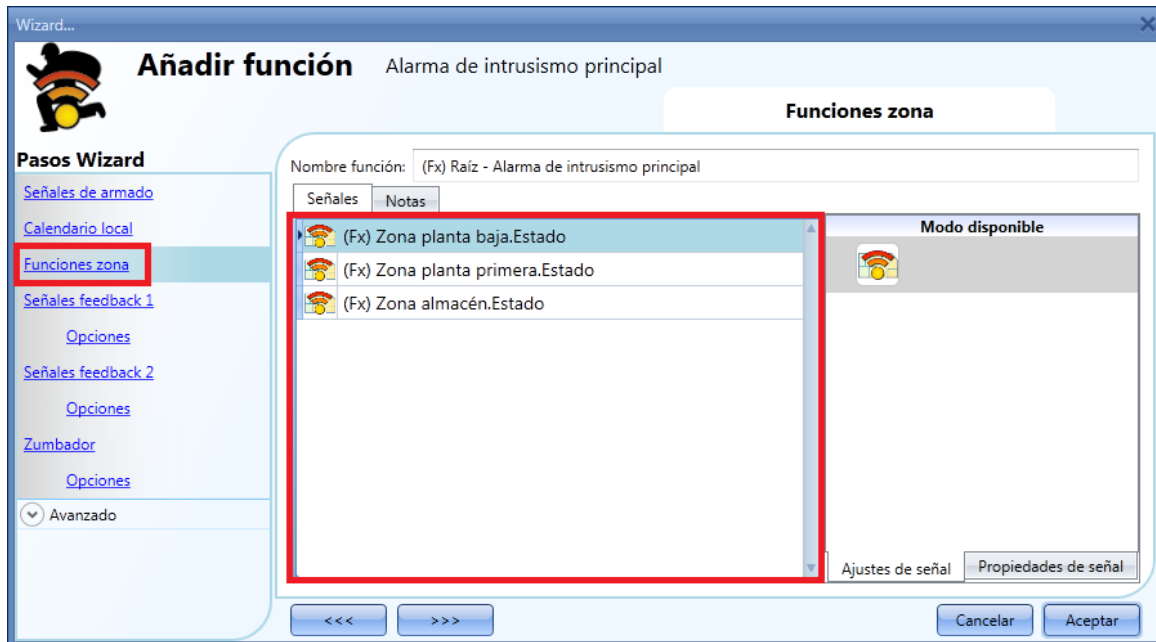 Wizard...
Añadir función
Alarma de intrusismo principal
Funciones zona
Pasos Wizard
Señales de armado
Calendario local
Funciones zona
Señales feedback 1
Opciones
Señales feedback 2
Opciones
Zumbador
Opciones
Avanzado
Nombre función: (Fx) Raíz - Alarma de intrusismo principal
Señales Notas
(Fx) Zona planta baja.Estado
(Fx) Zona planta primera.Estado
(Fx) Zona almacén.Estado
Modo disponible
Ajustes de señal Propiedades de señal
<<< >>> Cancelar Aceptar